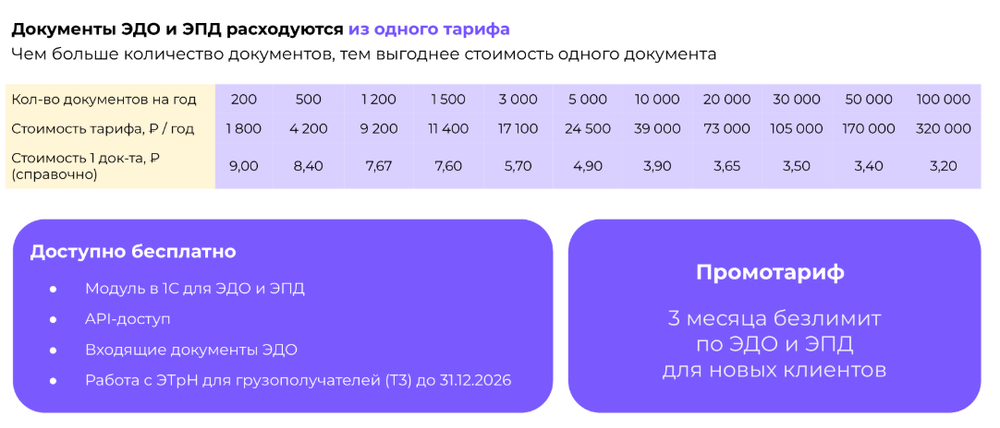 Документы ЭДО и ЭПД расходуются из одного тарифа
Чем больше количество документов, тем выгоднее стоимость одного документа
Кол-во документов на год 200 500 1 200 1 500 3 000 5 000 10 000 20 000 30 000 50 000 100 000
Стоимость тарифа, ₽ / год 1 800 4 200 9 200 11 400 17 100 24 500 39 000 73 000 105 000 170 000 320 000
Стоимость 1 док-та, ₽
(справочно) 9,00 8,40 7,67 7,60 5,70 4,90 3,90 3,65 3,50 3,40 3,20
Доступно бесплатно
● Модуль в 1С для ЭДО и ЭПД
● API-доступ
● Входящие документы ЭДО
● Работа с ЭТрН для грузополучателей (Т3) до 31.12.2026
Промотариф
3 месяца безлимит
по ЭДО и ЭПД
для новых клиентов